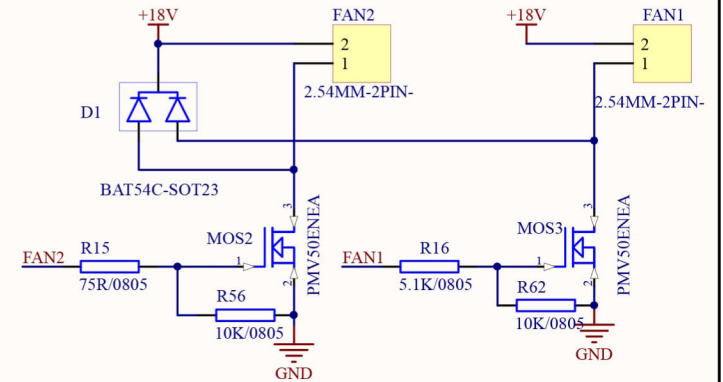 +18V
FAN2
+18V
FAN1
2
1
2
1
2.54MM-2PIN-
2.54MM-2PIN-
D1
BAT54C-SOT23
3
3
MOS2
PMV50ENEA
MOS3
PMV50ENEA
FAN2
R15
75R/0805
1
2
FAN1
R16
5.1K/0805
1
2
R56
10K/0805
R62
10K/0805
GND
GND